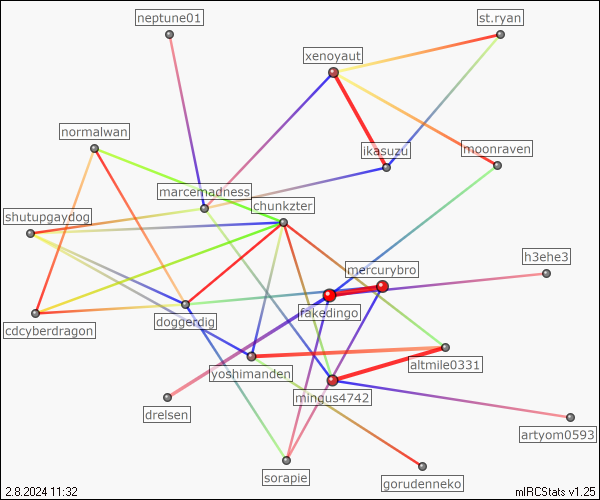 neptune01
st.ryan
xenoyaut
normalwan
ikasuzu
moonraven
marcemadness
chunkzter
shutupgaydog
h3ehe3
mercurybro
fakedingo
doggerdig
cdcyberdragon
altmile0331
yoshimanden
mingus4742
drelsen
artyom0593
sorapie
gorudenneko
2.8.2024 11:32
mIRCStats v1.25